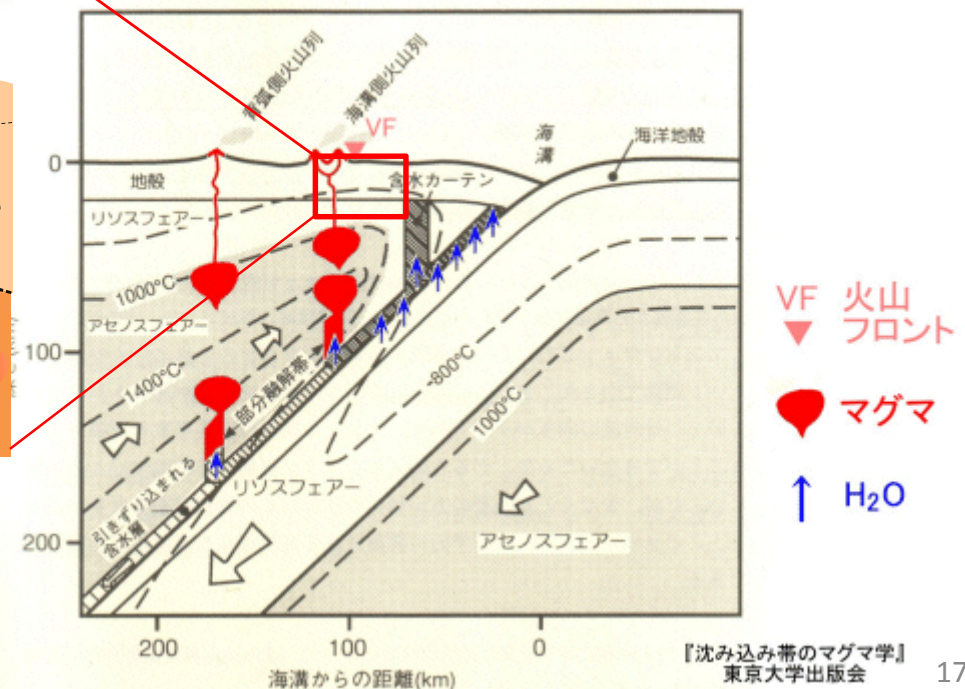 背弧側火山列
海溝側火山列
VF
海
溝
海洋地殻
0
地殻
含水カーテン
リソスフェアー
1000℃
アセノスフェアー
100
1400℃
部分融解帯
-800℃
1000℃
引きずり込まれる
含水層
リソスフェアー
200
アセノスフェアー
200
100
0
海溝からの距離(km)
VF 火山
フロント
マグマ
H₂O
『沈み込み帯のマグマ学』
東京大学出版会
17